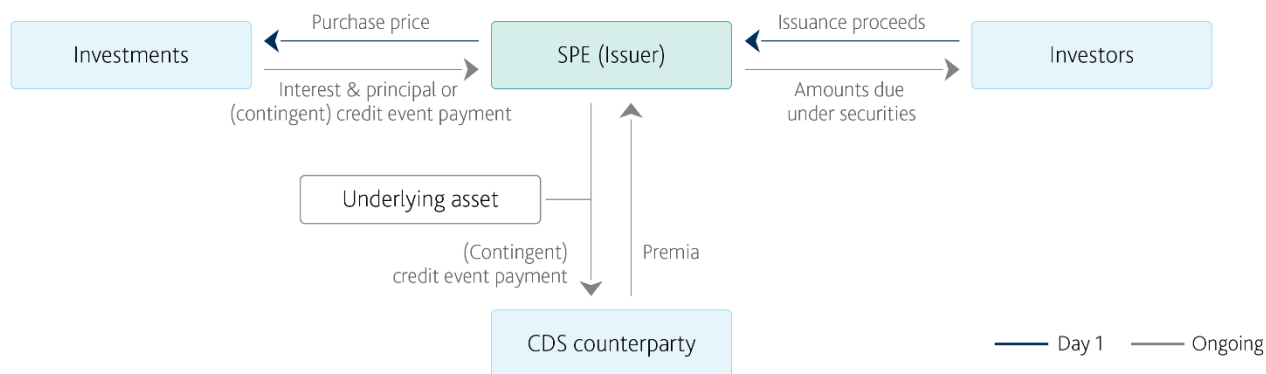 Purchase price
Issuance proceeds
Investments
SPE (Issuer)
Investors
Interest & principal or
(contingent) credit event payment
Amounts due
under securities
Underlying asset
(Contingent)
credit event payment
Premia
CDS counterparty
Day 1
Ongoing